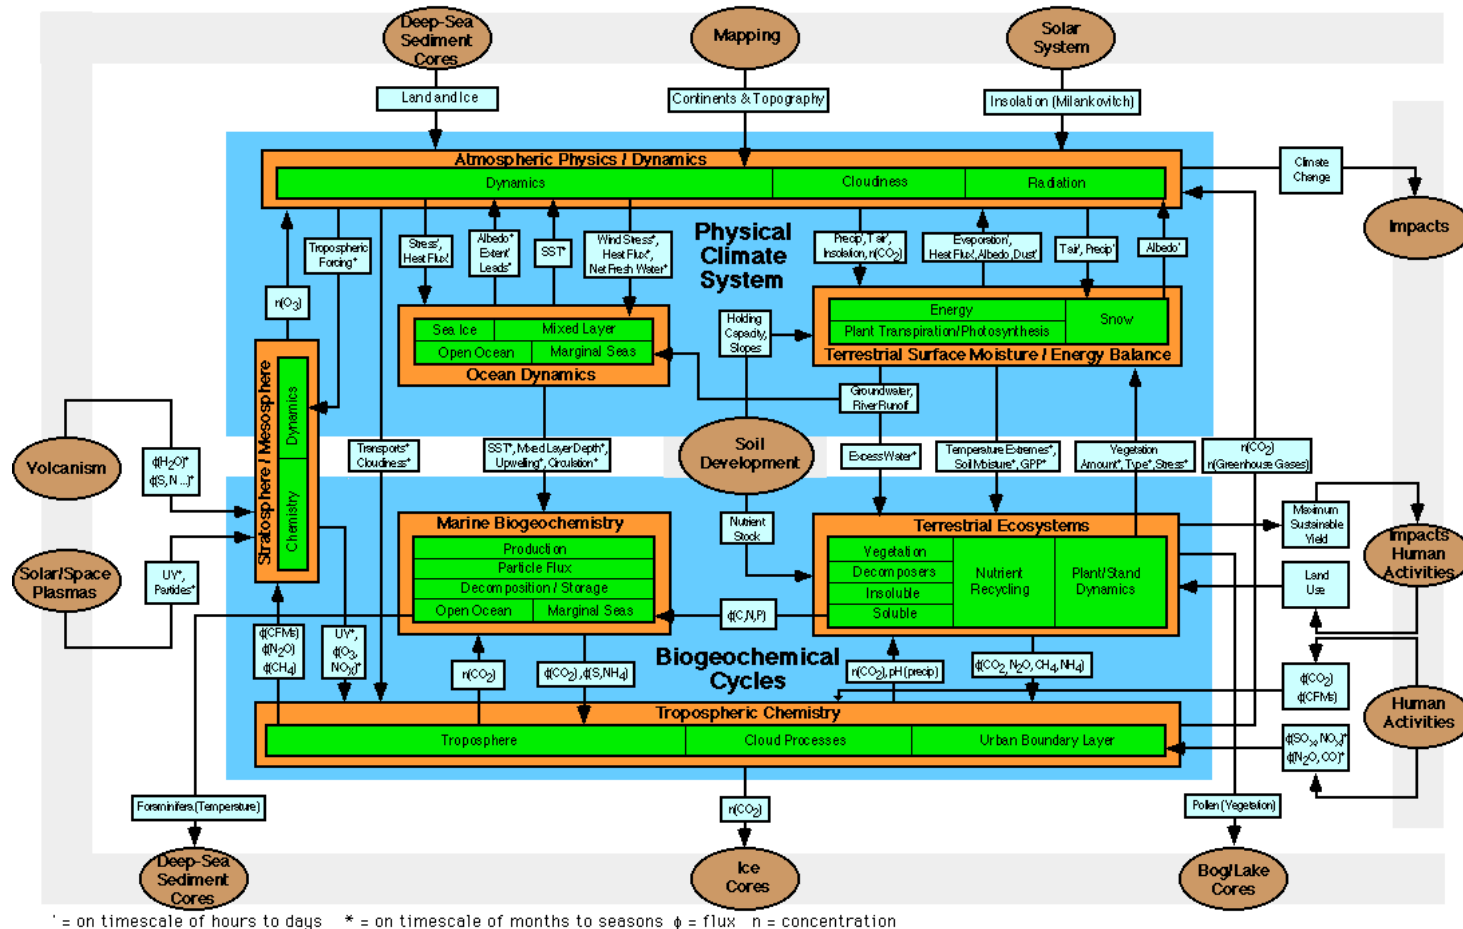 Deep-Sea
Sediment
Cores
Mapping
Solar
System
Land and Ice
Continents & Topography
Insolation (Milankovitch)
Atmospheric Physics / Dynamics
Dynamics
Cloudiness
Radiation
Climate
Change
Impacts
Physical
Climate
System
Tropospheric
Forcing*
Stress',
Heat Flux'
Albedo*
Extent'
Leads*
SST*
Wind Stress*,
Heat Flux*,
Net Fresh Water*
Precip', T air',
Insolation, n(CO2)
Evaporation',
Heat Flux', Albedo, Dust'
T air', Precip'
Albedo'
n(O3)
Sea Ice
Mixed Layer
Open Ocean
Marginal Seas
Ocean Dynamics
Holding
Capacity,
Slopes
Energy
Plant Transpiration/Photosynthesis
Snow
Terrestrial Surface Moisture / Energy Balance
Stratosphere / Mesosphere
Dynamics
Chemistry
Groundwater,
River Runoff
Volcanism
ϕ(H2O)*
ϕ(S, N ...)*
Transports*
Cloudiness*
SST*, Mixed Layer Depth*,
Upwelling*, Circulation*
Soil
Development
Excess Water*
Temperature Extremes*,
Soil Moisture*, GPP*
Vegetation
Amount*, Type*, Stress*
n(CO2)
n(Greenhouse Gases)
Solar/Space
Plasmas
UV*,
Particles*
Marine Biogeochemistry
Production
Particle Flux
Decomposition / Storage
Open Ocean
Marginal Seas
Nutrient
Stock
Terrestrial Ecosystems
Vegetation
Decomposers
Insoluble
Soluble
Nutrient
Recycling
Plant/Stand
Dynamics
Maximum
Sustainable
Yield
Land
Use
Impacts
Human
Activities
ϕ(C,N,P)
ϕ(CFMs)
ϕ(N2O)
ϕ(CH4)
UV*,
ϕ(O3,
NOx)*
Biogeochemical
Cycles
n(CO2)
ϕ(CO2), ϕ(S,NH4)
n(CO2), pH (precip)
ϕ(CO2, N2O, CH4, NH4)
ϕ(CO2)
ϕ(CFMs)
Human
Activities
Tropospheric Chemistry
Troposphere
Cloud Processes
Urban Boundary Layer
ϕ(SOx, NOx)*
ϕ(N2O, CO)*
Foraminifera (Temperature)
n(CO2)
Pollen (Vegetation)
Deep-Sea
Sediment
Cores
Ice
Cores
Bog/Lake
Cores
' = on timescale of hours to days * = on timescale of months to seasons ϕ = flux n = concentration